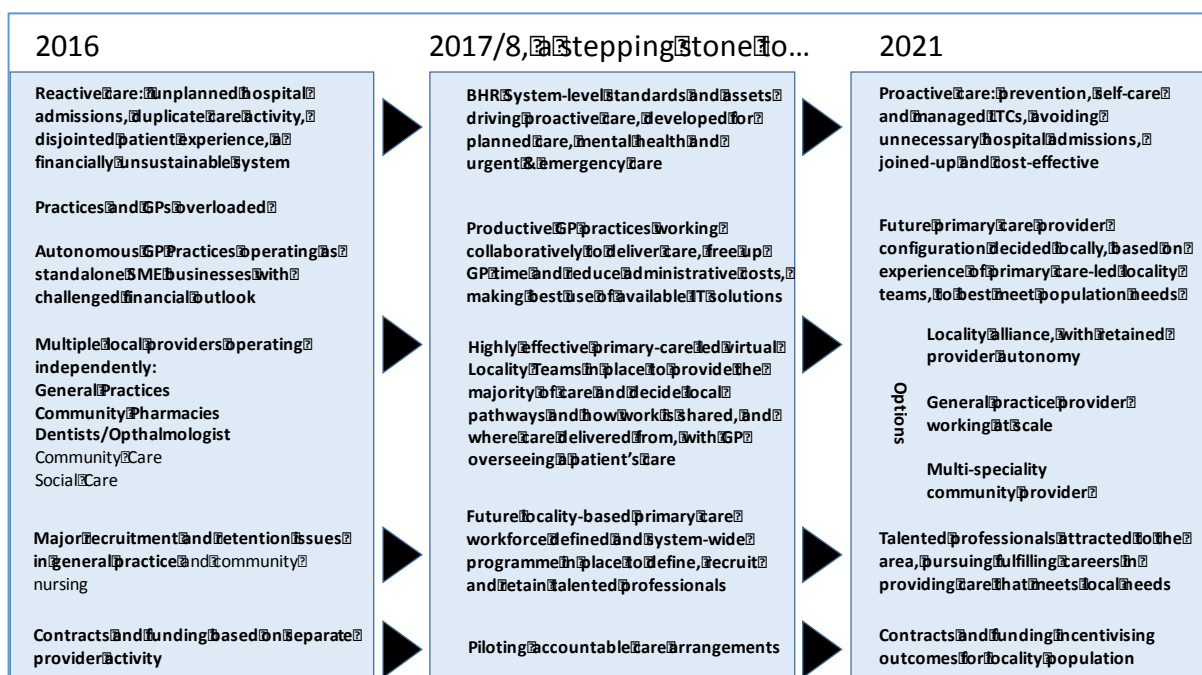 2016
Reactive care: unplanned hospital
admissions, duplicate care activity,
disjointed patient experience, a
financially unsustainable system
Practices and GPs overloaded
Autonomous GP Practices operating as
standalone SME businesses with
challenged financial outlook
Multiple local providers operating
independently:
General Practices
Community Pharmacies
Dentists/Opthalmologist
Community Care
Social Care
Major recruitment and retention issues
in general practice and community
nursing
Contracts and funding based on separate
provider activity
2017/8, a stepping stone to...
BHR System-level standards and assets
driving proactive care, developed for
planned care, mental health and
urgent & emergency care
Productive GP practices working
collaboratively to deliver care, free up
GP time and reduce administrative costs,
making best use of available IT solutions
Highly effective primary-care led virtual
Locality Teams in place to provide the
majority of care and decide local
pathways and how work is shared, and
where care delivered from, with GP
overseeing a patient's care
Future locality-based primary care
workforce defined and system-wide
programme in place to define, recruit
and retain talented professionals
Piloting accountable care arrangements
2021
Proactive care: prevention, self-care
and managed LTCs, avoiding
unnecessary hospital admissions,
joined-up and cost-effective
Future primary care provider
configuration decided locally, based on
experience of primary care-led locality
teams, to best meet population needs
Options
Locality alliance, with retained
provider autonomy
General practice provider
working at scale
Multi-speciality
community provider
Talented professionals attracted to the
area, pursuing fulfilling careers in
providing care that meets local needs
Contracts and funding incentivising
outcomes for locality population